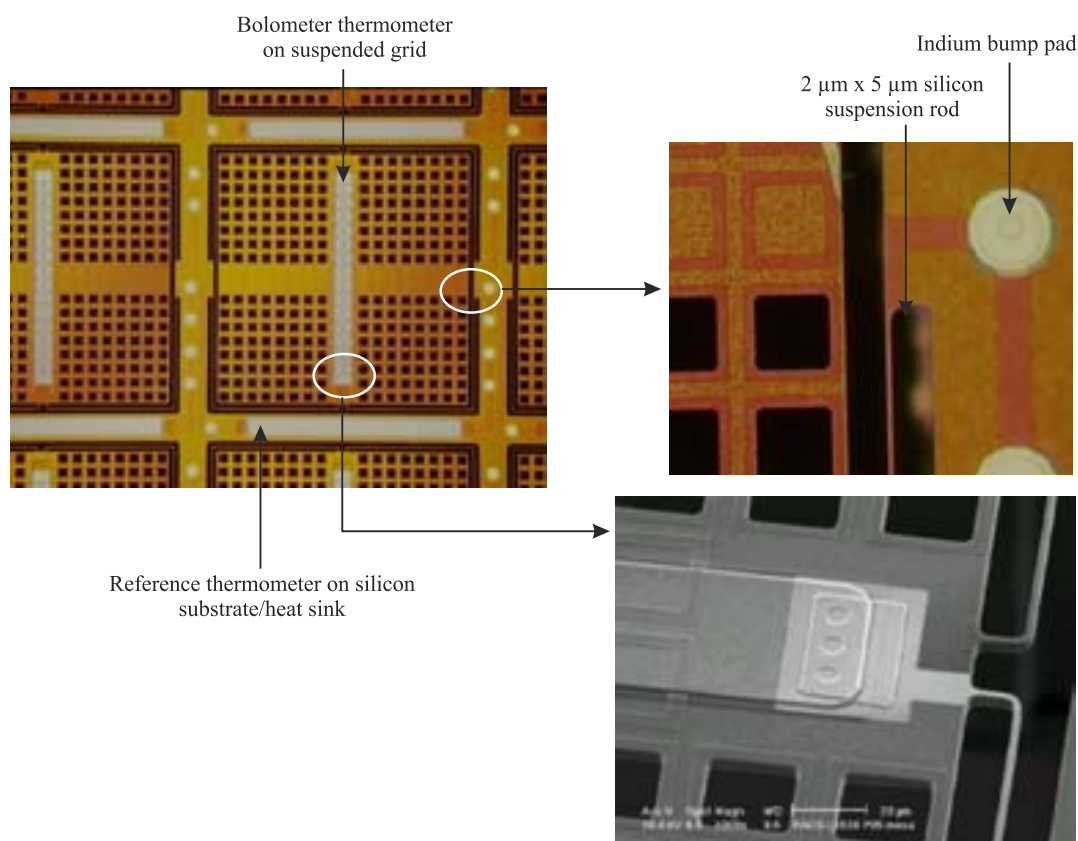 Bolometer thermometer
on suspended grid
Indium bump pad
2 µm x 5 µm silicon
suspension rod
Reference thermometer on silicon
substrate/heat sink